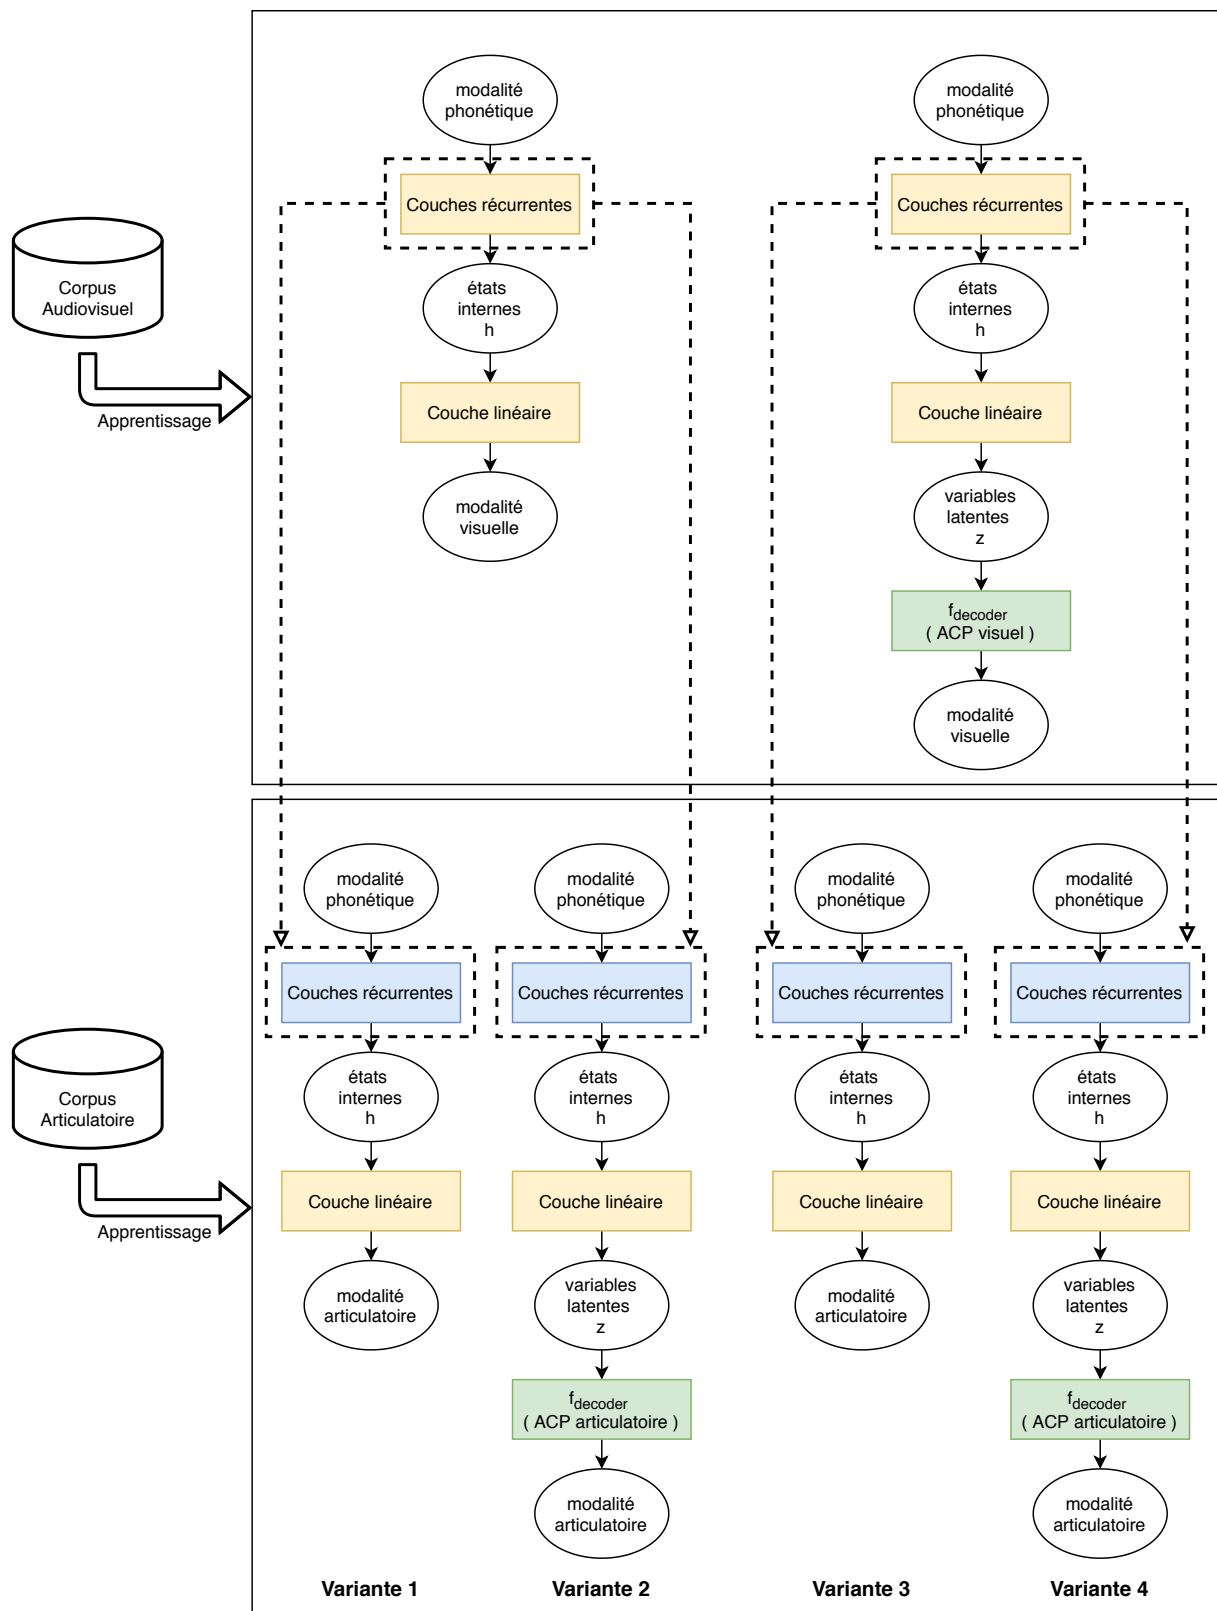 modalité
phonétique
Couches récurrentes
états
internes
h
Couche linéaire
modalité
visuelle
modalité
phonétique
Couches récurrentes
états
internes
h
Couche linéaire
variables
latentes
z
fdecoder
( ACP visuel )
modalité
visuelle
Corpus
Audiovisuel
Apprentissage
modalité
phonétique
Couches récurrentes
états
internes
h
Couche linéaire
modalité
articulatoire
Variante 1
modalité
phonétique
Couches récurrentes
états
internes
h
Couche linéaire
variables
latentes
z
fdecoder
( ACP articulatoire )
modalité
articulatoire
Variante 2
modalité
phonétique
Couches récurrentes
états
internes
h
Couche linéaire
modalité
articulatoire
Variante 3
modalité
phonétique
Couches récurrentes
états
internes
h
Couche linéaire
variables
latentes
z
fdecoder
( ACP articulatoire )
modalité
articulatoire
Variante 4
Corpus
Articulatoire
Apprentissage